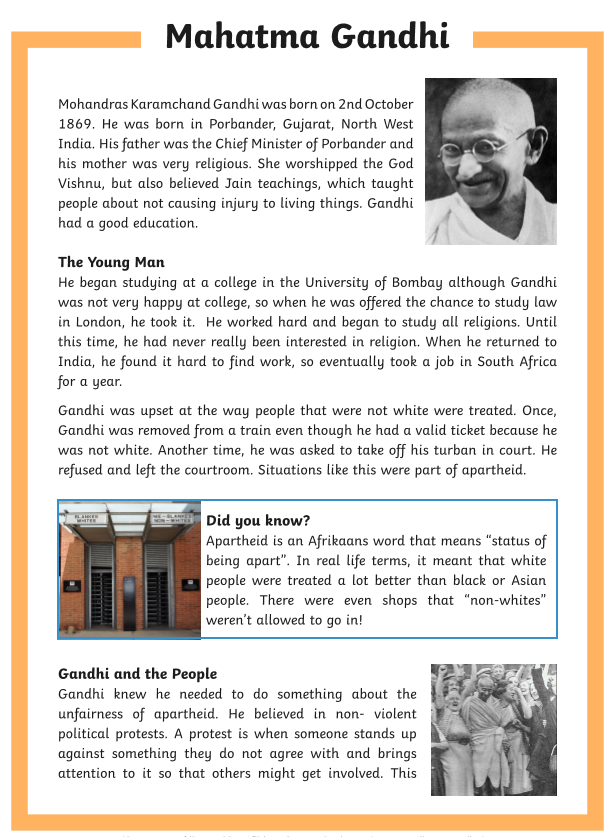 Mahatma Gandhi
Mohandras Karamchand Gandhi was born on 2nd October
1869. He was born in Porbander, Gujarat, North West
India. His father was the Chief Minister of Porbander and
his mother was very religious. She worshipped the God
Vishnu, but also believed Jain teachings, which taught
people about not causing injury to living things. Gandhi
had a good education.
The Young Man
He began studying at a college in the University of Bombay although Gandhi
was not very happy at college, so when he was offered the chance to study law
in London, he took it.  He worked hard and began to study all religions. Until
this time, he had never really been interested in religion. When he returned to
India, he found it hard to find work, so eventually took a job in South Africa
for a year.
Gandhi was upset at the way people that were not white were treated. Once,
Gandhi was removed from a train even though he had a valid ticket because he
was not white. Another time, he was asked to take off his turban in court. He
refused and left the courtroom. Situations like this were part of apartheid.
BLANKES
WHITES
NIE-BLANKES
NON-WHITES
Did you know?
Apartheid is an Afrikaans word that means “status of
being apart”. In real life terms, it meant that white
people were treated a lot better than black or Asian
people. There were even shops that “non-whites”
weren’t allowed to go in!
Gandhi and the People
Gandhi knew he needed to do something about the
unfairness of apartheid. He believed in non- violent
political protests. A protest is when someone stands up
against something they do not agree with and brings
attention to it so that others might get involved. This